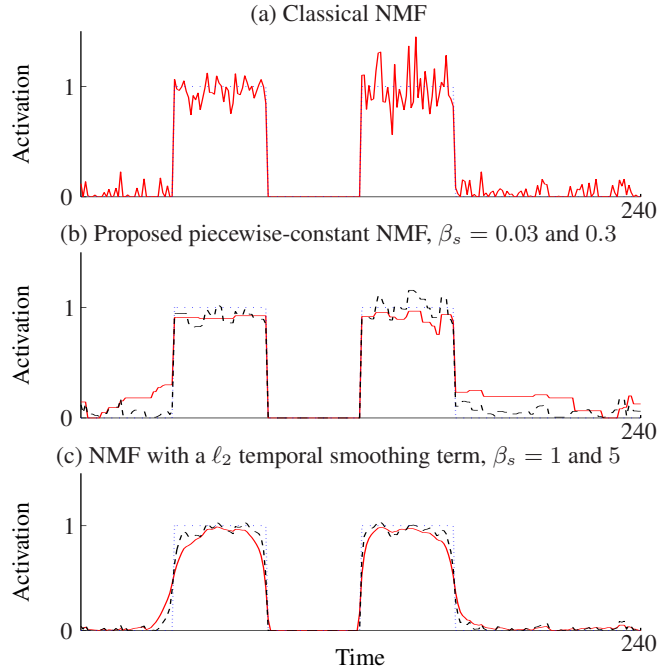 (a) Classical NMF
Activation
1
0
240
(b) Proposed piecewise-constant NMF, βs = 0.03 and 0.3
Activation
1
0
240
(c) NMF with a ℓ2 temporal smoothing term, βs = 1 and 5
Activation
1
0
240
Time